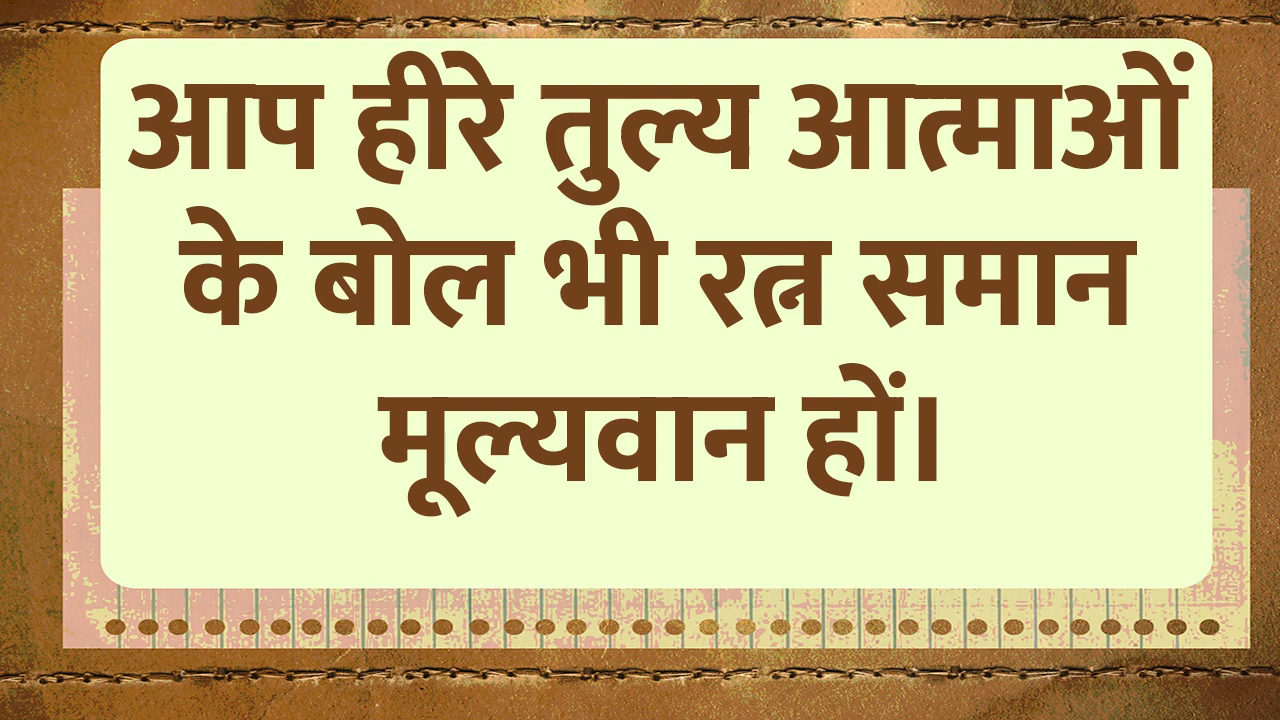 आप हीरे तुल्य आत्माओं
के बोल भी रत्न समान
मूल्यवान हों।